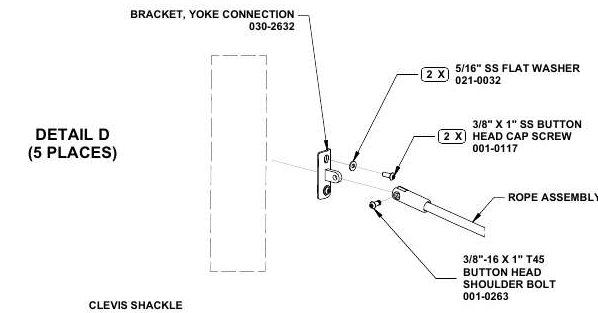 BRACKET, YOKE CONNECTION
030-2632
2 X
5/16" SS FLAT WASHER
021-0032
DETAIL D
(5 PLACES)
2 X
3/8" X 1" SS BUTTON
HEAD CAP SCREW
001-0117
ROPE ASSEMBLY
3/8"-16 X 1" T45
BUTTON HEAD
SHOULDER BOLT
001-0263
CLEVIS SHACKLE